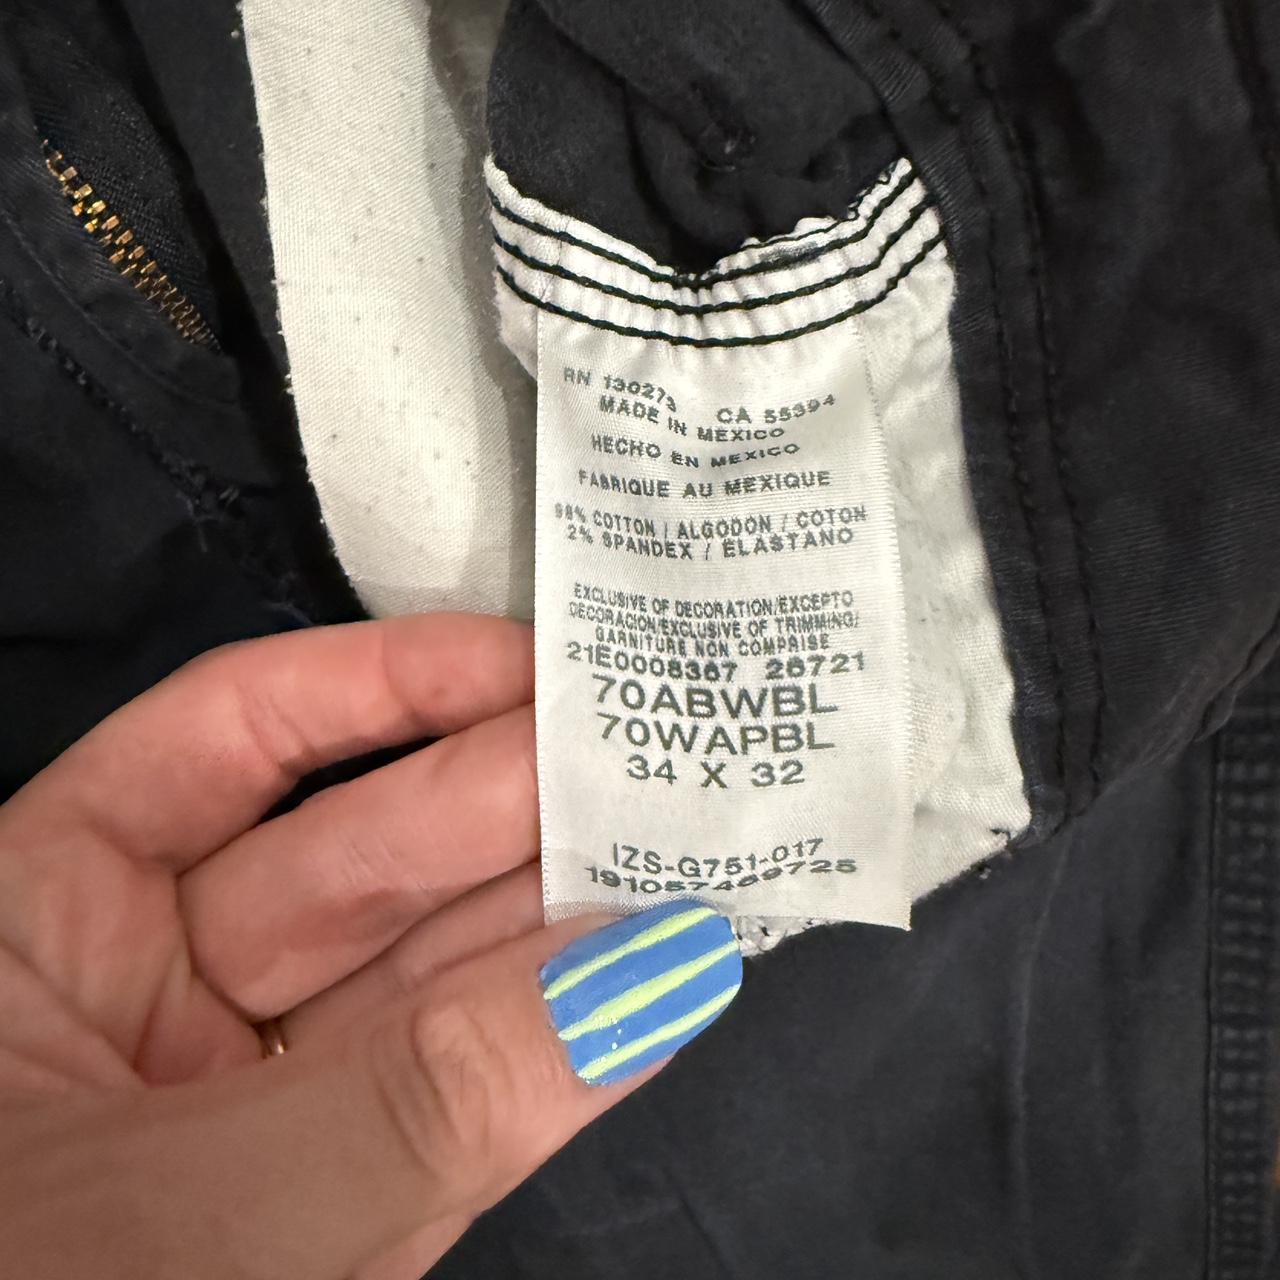 RN 130273 CA 55394
MADE IN MEXICO
HECHO EN MEXICO
FABRIQUE AU MEXIQUE
98% COTTON / ALGODON / COTON
2% SPANDEX / ELASTANO
EXCLUSIVE OF DECORATION/EXCEPTO
DECORACION/EXCLUSIVE OF TRIMMING/
GARNITURE NON COMPRISE
21E0008367 26721
70ABWBL
70WAPBL
34 X 32
IZS-G751-017